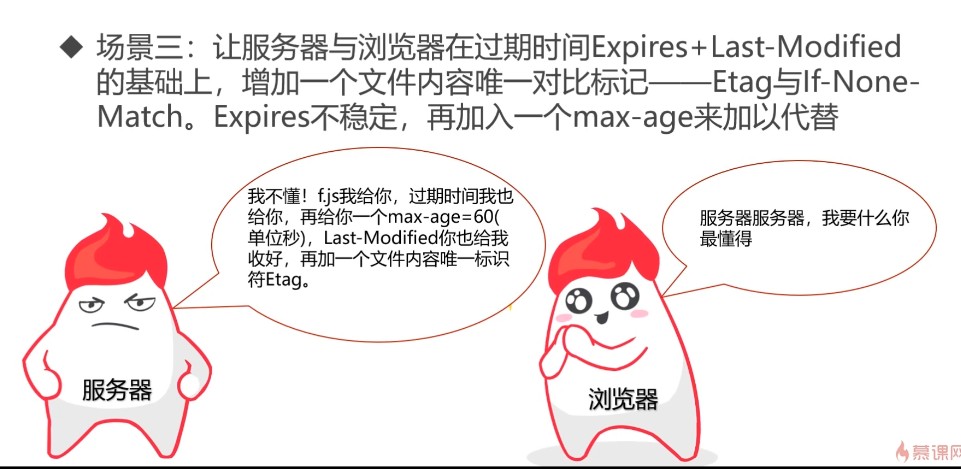 ◆ 场景三：让服务器与浏览器在过期时间Expires+Last-Modified
的基础上，增加一个文件内容唯一对比标记——Etag与If-None-
Match。Expires不稳定，再加入一个max-age来加以代替
我不懂！f.js我给你，过期时间我也
给你，再给你一个max-age=60(
单位秒)，Last-Modified你也给我
收好，再加一个文件内容唯一标识
符Etag。
服务器服务器，我要什么你
最懂得
服务器
浏览器
慕课网